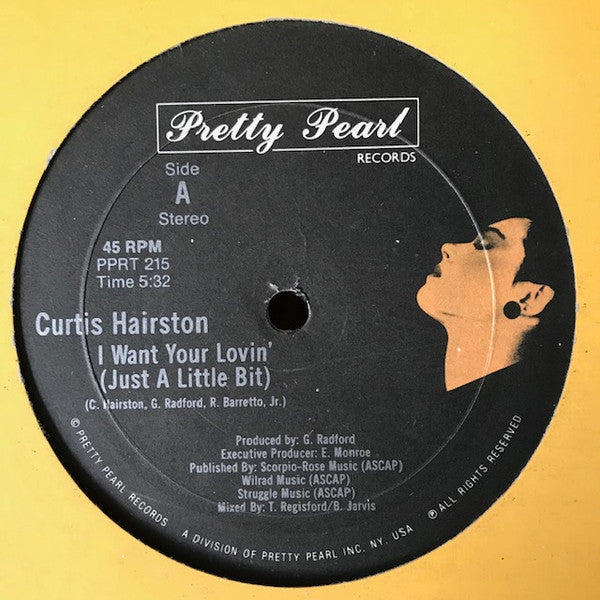 Pretty Pearl
RECORDS
Side
A
Stereo
45 RPM
PPRT 215
Time 5:32
Curtis Hairston
I Want Your Lovin'
(Just A Little Bit)
(C. Hairston, G. Radford, R. Barretto, Jr.)
Produced by: G. Radford
Executive Producer: E. Monroe
Published By: Scorpio-Rose Music (ASCAP)
Wilrad Music (ASCAP)
Struggle Music (ASCAP)
Mixed By: T. Regisford/B. Jarvis
© PRETTY PEARL RECORDS
A DIVISION OF PRETTY PEARL INC. NY. USA
℗ ALL RIGHTS RESERVED